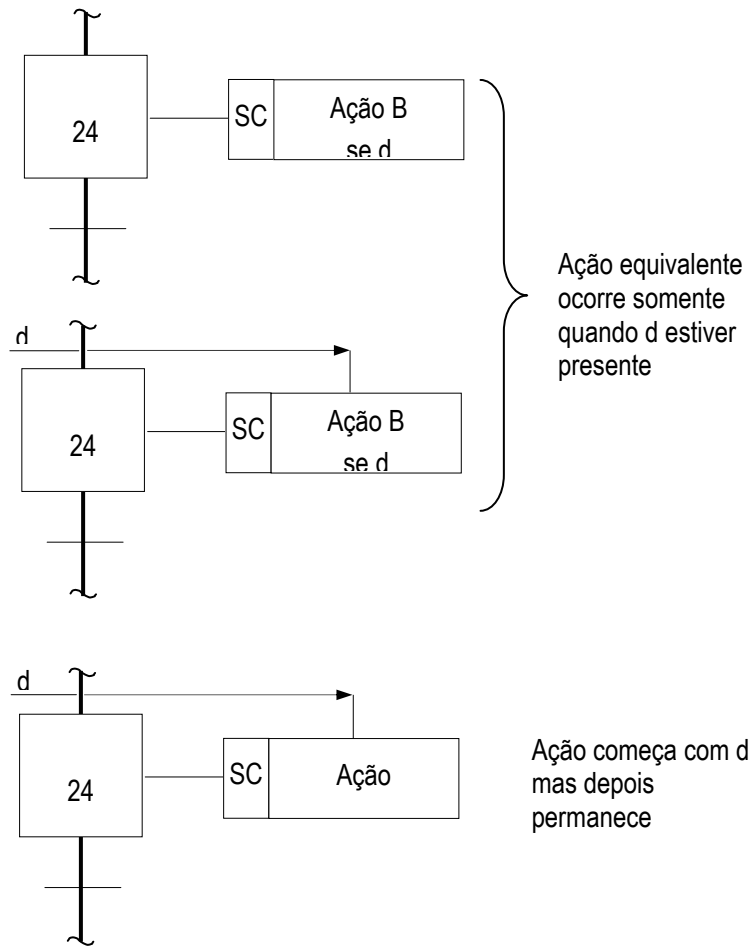 24
SC
Ação B
se d
Ação equivalente
ocorre somente
quando d estiver
presente
d
24
SC
Ação B
se d
d
24
SC
Ação
Ação começa com d
mas depois
permanece